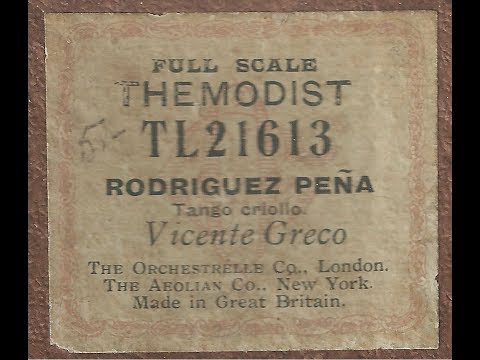 FULL SCALE
THEMODIST
TL21613
RODRIGUEZ PEÑA
Tango criollo.
Vicente Greco
THE ORCHESTRELLE CO., London.
THE AEOLIAN CO., New York.
Made in Great Britain.